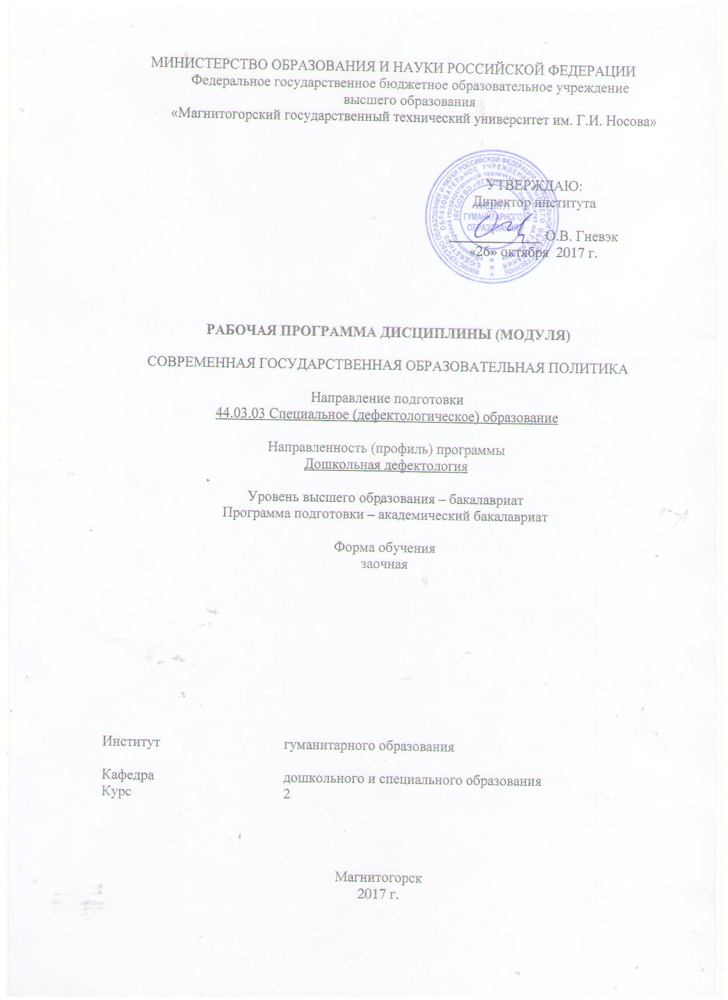 МИНИСТЕРСТВО ОБРАЗОВАНИЯ И НАУКИ РОССИЙСКОЙ ФЕДЕРАЦИИ
Федеральное государственное бюджетное образовательное учреждение
высшего образования
«Магнитогорский государственный технический университет им. Г.И. Носова»
УТВЕРЖДАЮ:
Директор института
ИНСТИТУТ
ГУМАНИТАРНОГО
ОБРАЗОВАНИЯ
О.В. Гневэк
«26» октября 2017 г.
РАБОЧАЯ ПРОГРАММА ДИСЦИПЛИНЫ (МОДУЛЯ)
СОВРЕМЕННАЯ ГОСУДАРСТВЕННАЯ ОБРАЗОВАТЕЛЬНАЯ ПОЛИТИКА
Направление подготовки
44.03.03 Специальное (дефектологическое) образование
Направленность (профиль) программы
Дошкольная дефектология
Уровень высшего образования – бакалавриат
Программа подготовки – академический бакалавриат
Форма обучения
заочная
Институт гуманитарного образования
Кафедра дошкольного и специального образования
Курс 2
Магнитогорск
2017 г.